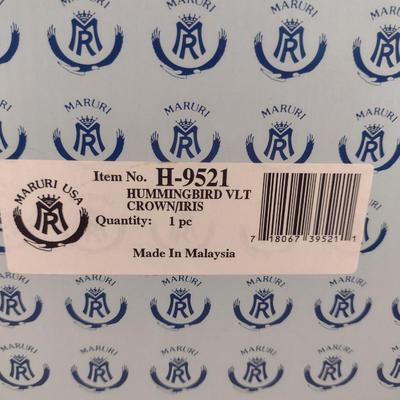 MARURI
MARURI
MARURI
MARURI
MARURI
MARURI USA
Item No. H-9521
HUMMINGBIRD VLT
CROWN/IRIS
Quantity: 1 pc
Made In Malaysia
7 18067 39521 1
MARURI
MARURI
MARURI
MARURI
MARURI